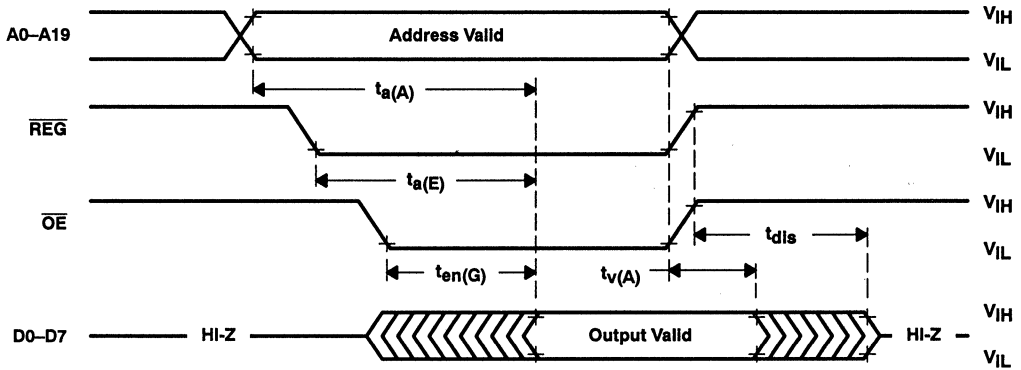 A0–A19
Address Valid
VIH
VIL
ta(A)
REG
VIH
VIL
ta(E)
OE
VIH
VIL
tdis
ten(G)
tv(A)
D0–D7
HI-Z
Output Valid
HI-Z
VIH
VIL